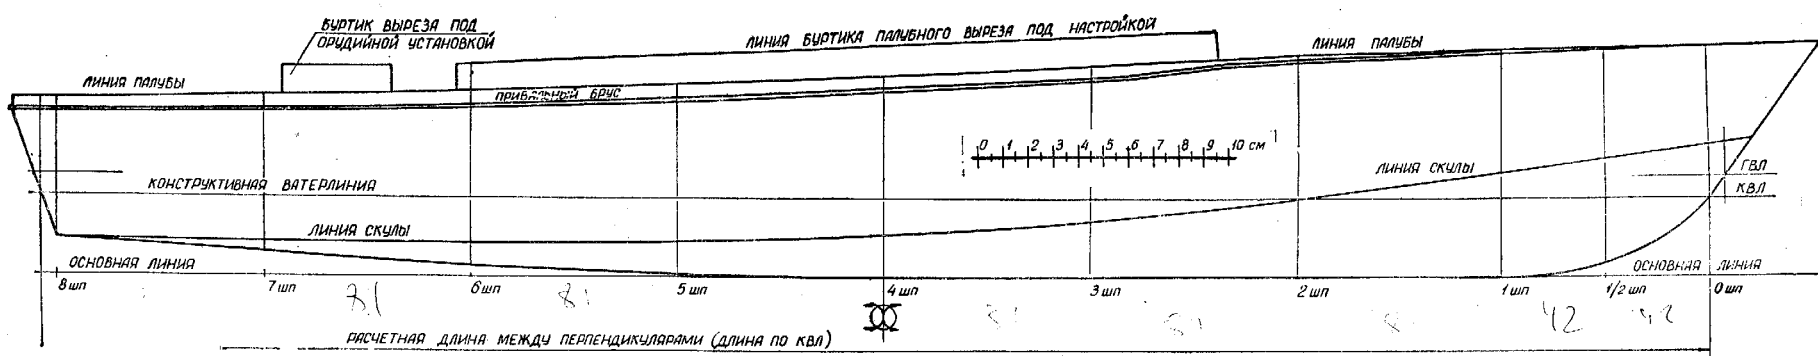 БУРТИК ВЫРЕЗА ПОД
ОРУДИЙНОЙ УСТАНОВКОЙ
ЛИНИЯ БУРТИКА ПАЛУБНОГО ВЫРЕЗА ПОД НАСТРОЙКОЙ
ЛИНИЯ ПАЛУБЫ
ЛИНИЯ ПАЛУБЫ
ПРИВАЛЬНЫЙ БРУС
0 1 2 3 4 5 6 7 8 9 10 см
ЛИНИЯ СКУЛЫ
ГВЛ
КОНСТРУКТИВНАЯ ВАТЕРЛИНИЯ
КВЛ
ЛИНИЯ СКУЛЫ
ОСНОВНАЯ ЛИНИЯ
ОСНОВНАЯ ЛИНИЯ
8 шп 7 шп 6 шп 5 шп 4 шп 3 шп 2 шп 1 шп 1/2 шп 0 шп
81 81 42 42
РАСЧЕТНАЯ ДЛИНА МЕЖДУ ПЕРПЕНДИКУЛЯРАМИ (ДЛИНА ПО КВЛ)